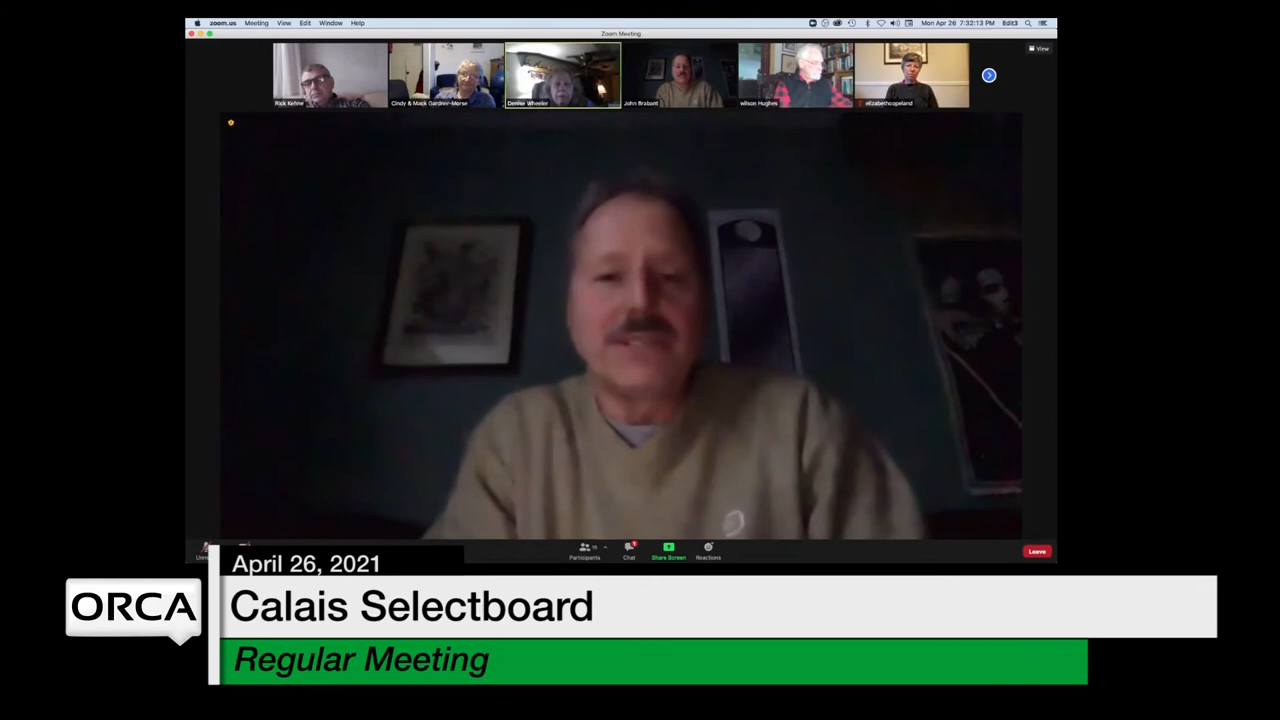 zoom.us Meeting View Edit Window Help
Mon Apr 26 7:32:13 PM Edit3
Zoom Meeting
View
Rick Kehne
Cindy & Mack Gardner-Morse
Denise Wheeler
John Brabant
wilson Hughes
elizabethcopeland
Participants
Chat
Share Screen
Reactions
Leave
April 26, 2021
ORCA
Calais Selectboard
Regular Meeting